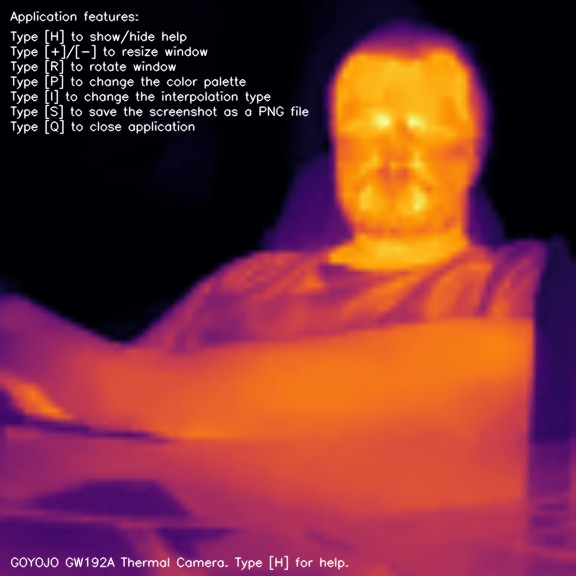 Application features:
Type [H] to show/hide help
Type [+]/[-] to resize window
Type [R] to rotate window
Type [P] to change the color palette
Type [I] to change the interpolation type
Type [S] to save the screenshot as a PNG file
Type [Q] to close application
GOYOJO GW192A Thermal Camera. Type [H] for help.